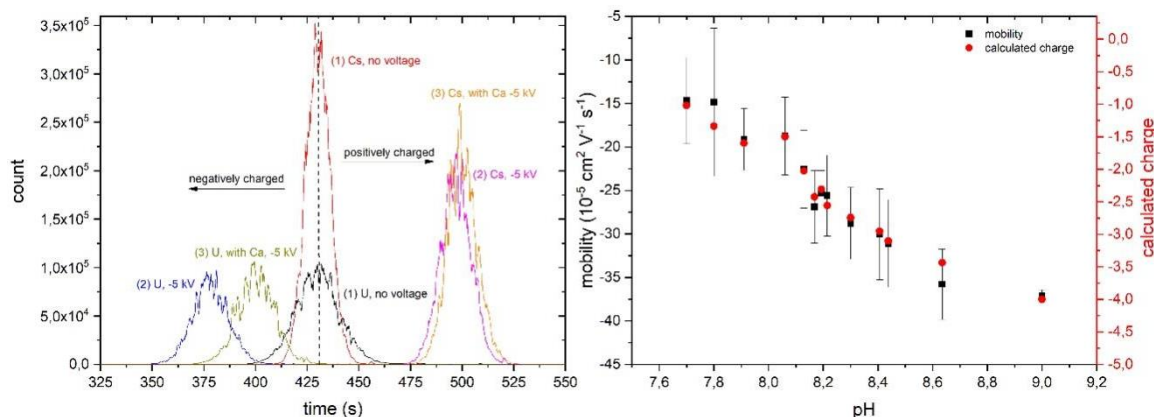 3,5x10⁵
3,0x10⁵
2,5x10⁵
2,0x10⁵
1,5x10⁵
1,0x10⁵
5,0x10⁴
0,0
count
(1) Cs, no voltage
(3) Cs, with Ca -5 kV
positively charged
negatively charged
(2) Cs, -5 kV
(3) U, with Ca, -5 kV
(2) U, -5 kV
(1) U, no voltage
325 350 375 400 425 450 475 500 525 550
time (s)
-5
-10
-15
-20
-25
-30
-35
-40
-45
mobility (10⁻⁵ cm² V⁻¹ s⁻¹)
mobility
calculated charge
0,0
-0,5
-1,0
-1,5
-2,0
-2,5
-3,0
-3,5
-4,0
-4,5
-5,0
calculated charge
7,6 7,8 8,0 8,2 8,4 8,6 8,8 9,0 9,2
pH